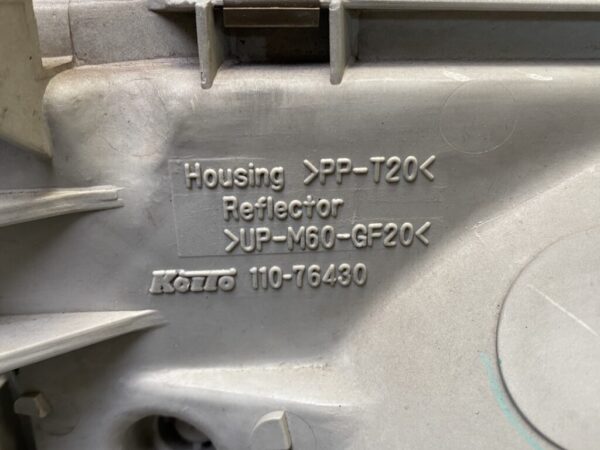 Housing >PP-T20<
Reflector
>UP-M60-GF20<
KOITO 110-76430